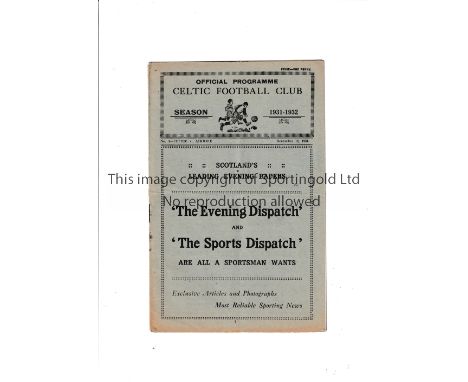 OFFICIAL PROGRAMME
CELTIC FOOTBALL CLUB
SEASON 1931-1932
SCOTLAND'S
LEADING EVENING PAPERS
This image copyright of Sportingold Ltd
No reproduction allowed
'The Evening Dispatch'
AND
'The Sports Dispatch'
ARE ALL A SPORTSMAN WANTS
Exclusive Articles and Photographs
Most Reliable Sporting News